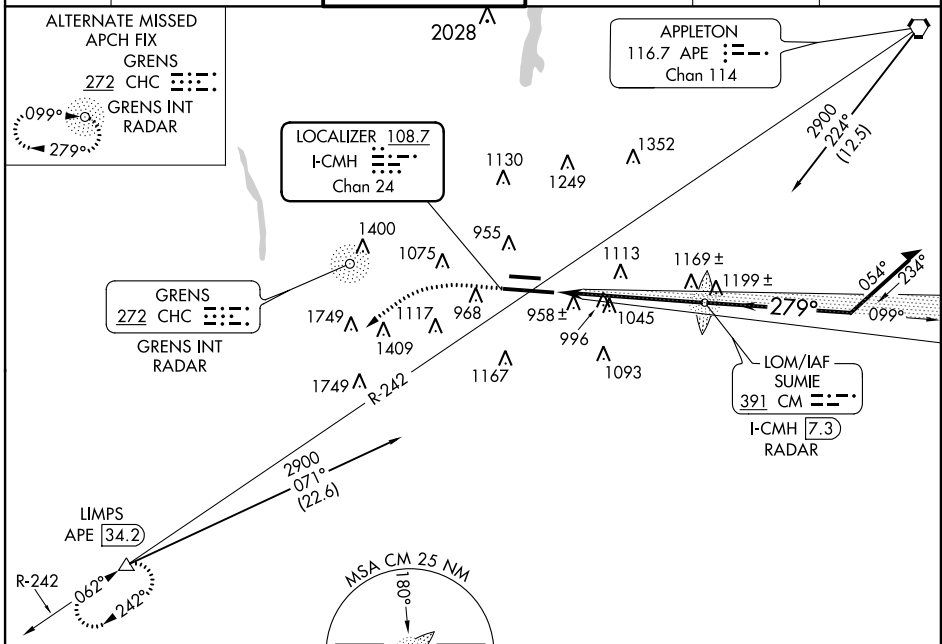 ALTERNATE MISSED
APCH FIX
GRENS
272 CHC
GRENS INT
RADAR
099°
279°
2028
APPLETON
116.7 APE
Chan 114
2900
224°
(12.5)
LOCALIZER 108.7
I-CMH
Chan 24
1130
1249
1352
1400
1075
955
1113
1169 ±
1199 ±
GRENS
272 CHC
GRENS INT
RADAR
1749
1409
1117
968
958 ±
996
1045
279°
054°
234°
099°
1749
R-242
1167
1093
LOM/IAF
SUMIE
391 CM
I-CMH 7.3
RADAR
2900
071°
(22.6)
LIMPS
APE 34.2
R-242
062°
242°
MSA CM 25 NM
180°